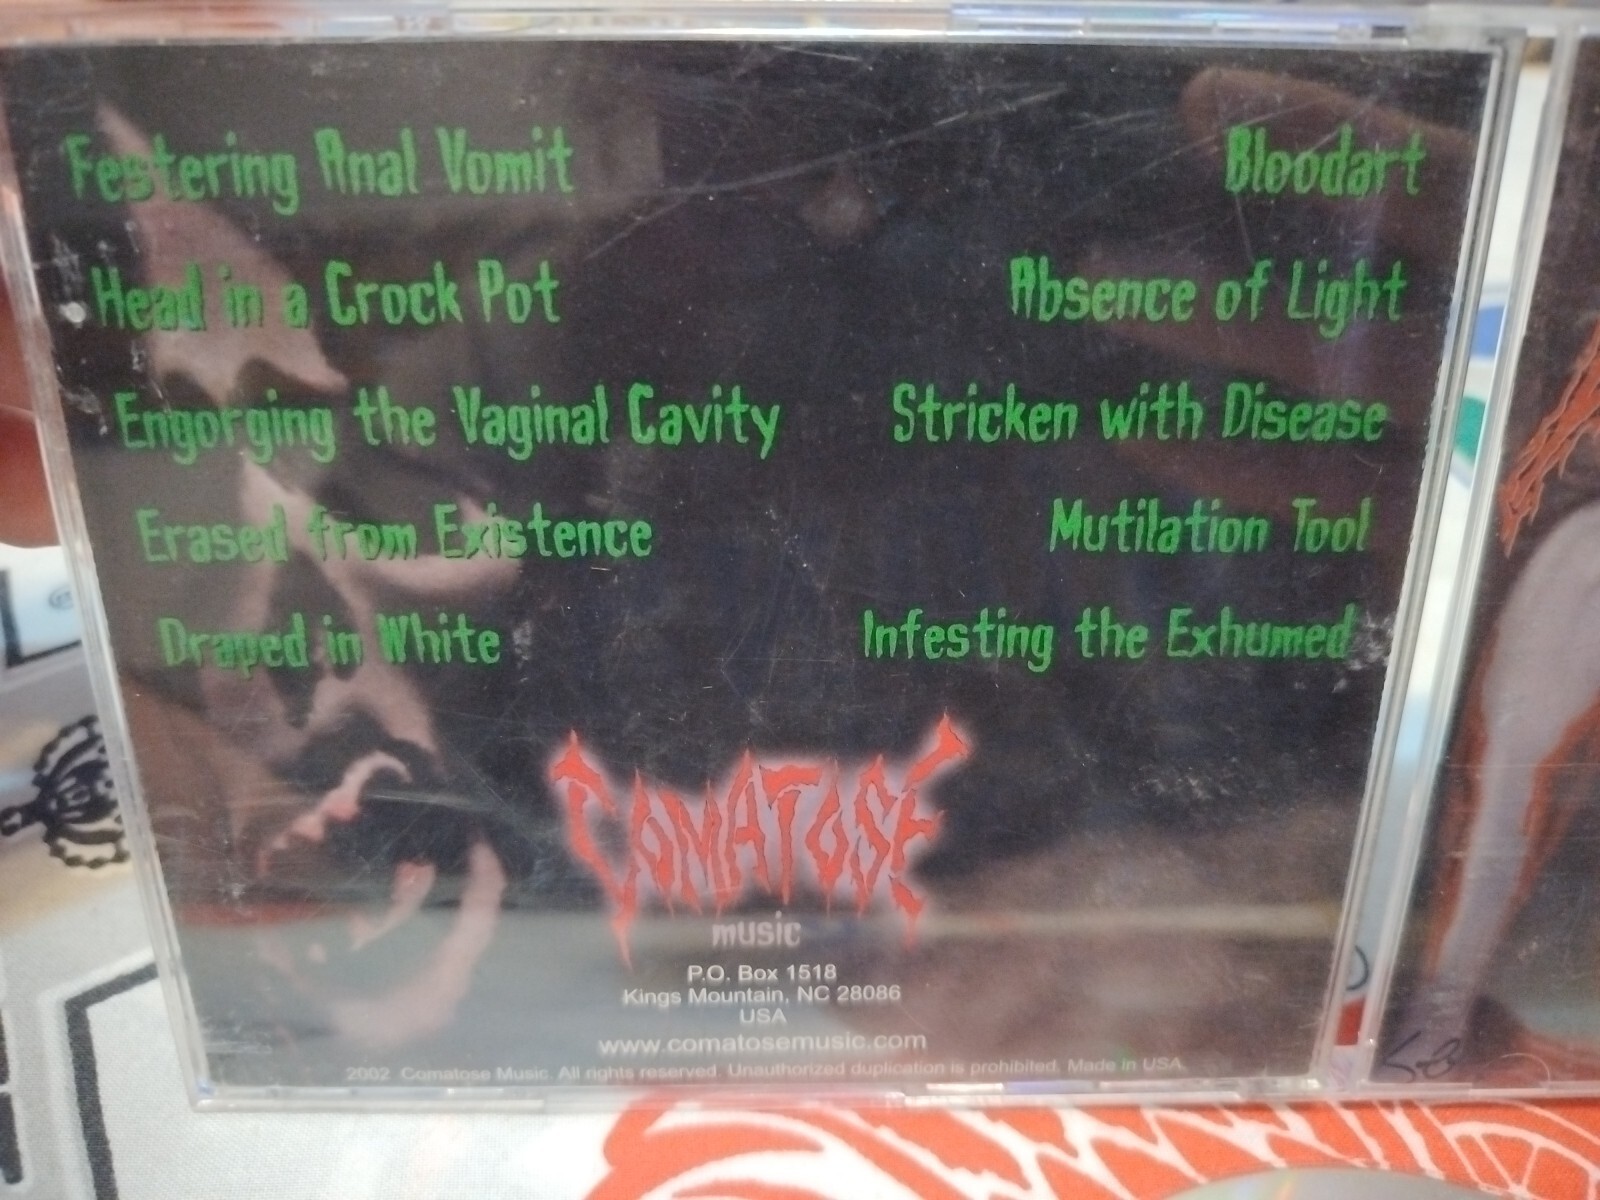 Festering Anal Vomit
Head in a Crock Pot
Engorging the Vaginal Cavity
Erased from Existence
Draped in White
Bloodart
Absence of Light
Stricken with Disease
Mutilation Tool
Infesting the Exhumed
COMATOSE
music
P.O. Box 1518
Kings Mountain, NC 28086
USA
www.comatosemusic.com
2002 Comatose Music. All rights reserved. Unauthorized duplication is prohibited. Made in USA.